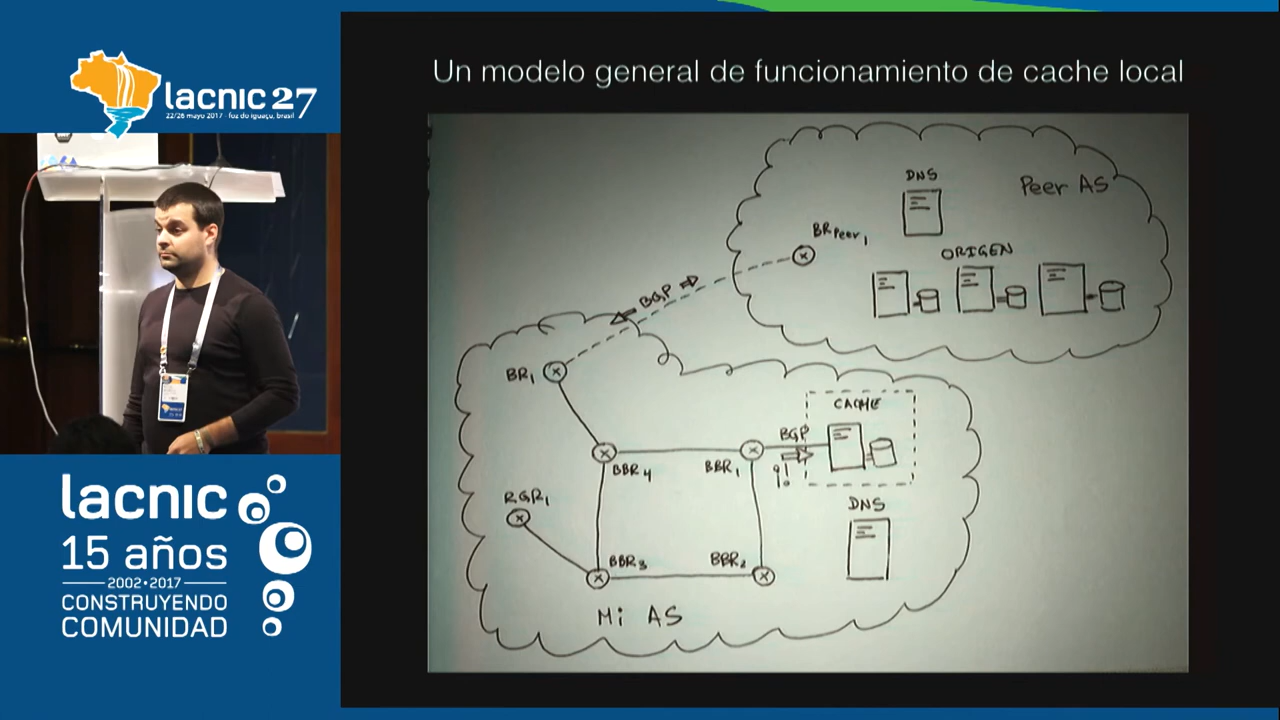 Un modelo general de funcionamiento de cache local
lacnic 27
22/26 mayo 2017 - foz do iguaçu, brasil
DNS
Peer AS
BRPeer1
ORIGEN
BGP
BR1
CACHE
BGP
BBR4
BBR1
¡!
RGR1
DNS
BBR3
BBR2
Mi AS
lacnic
15 años
2002•2017
CONSTRUYENDO
COMUNIDAD